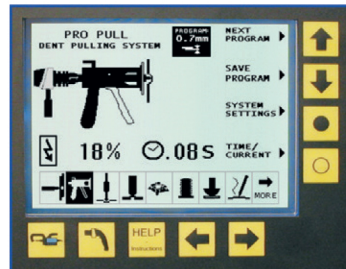 PRO PULL
DENT PULLING SYSTEM
PROGRAM:
0.7mm
NEXT
PROGRAM
SAVE
PROGRAM
SYSTEM
SETTINGS
18%
.08S
TIME/
CURRENT
MORE
HELP
Instructions